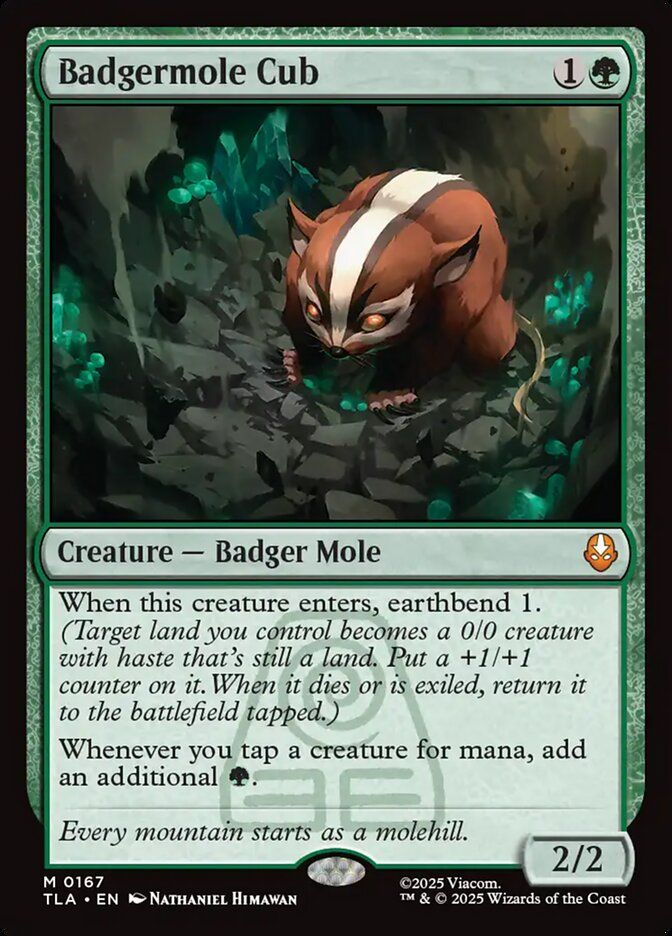 Badgermole Cub 1
Creature — Badger Mole
When this creature enters, earthbend 1.
(Target land you control becomes a 0/0 creature
with haste that's still a land. Put a +1/+1
counter on it. When it dies or is exiled, return it
to the battlefield tapped.)
Whenever you tap a creature for mana, add
an additional .
Every mountain starts as a molehill.
2/2
M 0167
TLA • EN NATHANIEL HIMAWAN
©2025 Viacom.
™ & © 2025 Wizards of the Coast